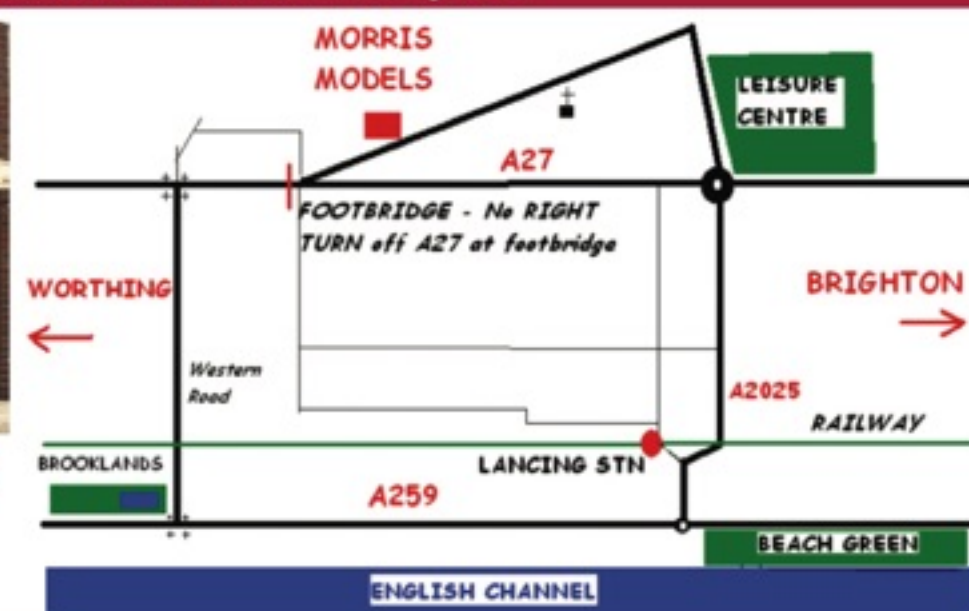 MORRIS
MODELS
LEISURE
CENTRE
A27
FOOTBRIDGE - No RIGHT
TURN off A27 at footbridge
WORTHING
BRIGHTON
Western
Road
A2025
RAILWAY
BROOKLANDS
LANCING STN
A259
BEACH GREEN
ENGLISH CHANNEL